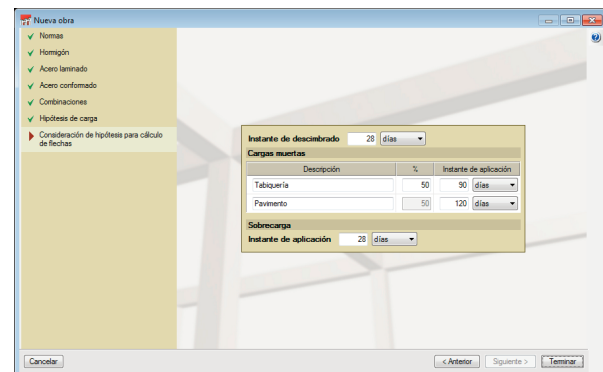 Nueva obra
Normas
Hormigón
Acero laminado
Acero conformado
Combinaciones
Hipótesis de carga
Consideración de hipótesis para cálculo
de flechas
Instante de descimbrado 28 días
Cargas muertas
Descripción % Instante de aplicación
Tabiquería 50 90 días
Pavimento 50 120 días
Sobrecarga
Instante de aplicación 28 días
Cancelar < Anterior Siguiente > Terminar